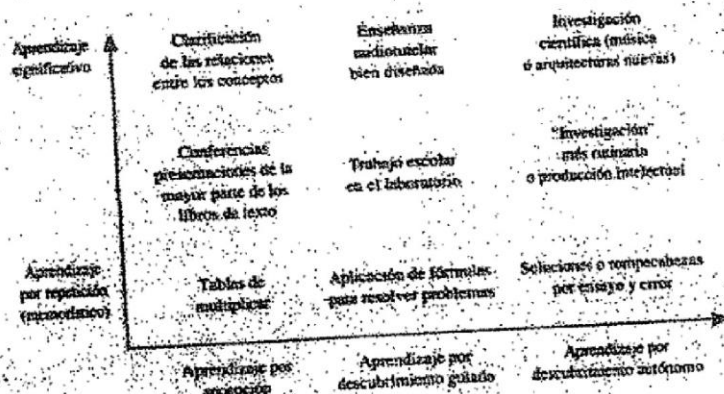 Aprendizaje
significativo
Clarificación
de las relaciones
entre los conceptos
Enseñanza
audiotutelar
bien diseñada
Investigación
científica (música
o arquitecturas nuevas)
Conferencias
presentaciones de la
mayor parte de los
libros de texto
Trabajo escolar
en el laboratorio
"Investigación"
más rutinaria
o producción intelectual
Aprendizaje
por repetición
(memorístico)
Tablas de
multiplicar
Aplicación de fórmulas
para resolver problemas
Soluciones o rompecabezas
por ensayo y error
Aprendizaje por
recepción
Aprendizaje por
descubrimiento guiado
Aprendizaje por
descubrimiento autónomo